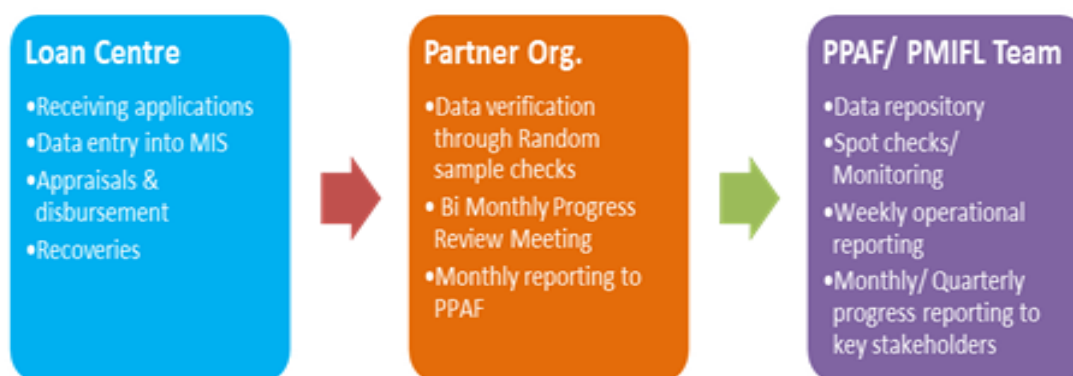 Loan Centre
•Receiving applications
•Data entry into MIS
•Appraisals &
disbursement
•Recoveries
Partner Org.
•Data verification
through Random
sample checks
• Bi Monthly Progress
Review Meeting
•Monthly reporting to
PPAF
PPAF/ PMIFL Team
•Data repository
•Spot checks/
Monitoring
•Weekly operational
reporting
•Monthly/ Quarterly
progress reporting to
key stakeholders